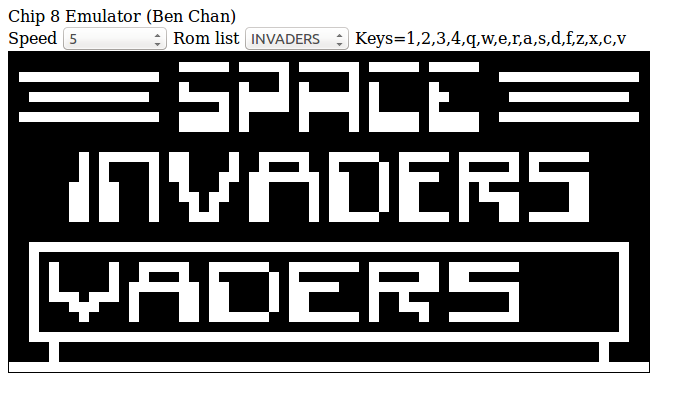 Chip 8 Emulator (Ben Chan)
Speed 5 Rom list INVADERS Keys=1,2,3,4,q,w,e,r,a,s,d,f,z,x,c,v
SPACE
INVADERS
VADERS